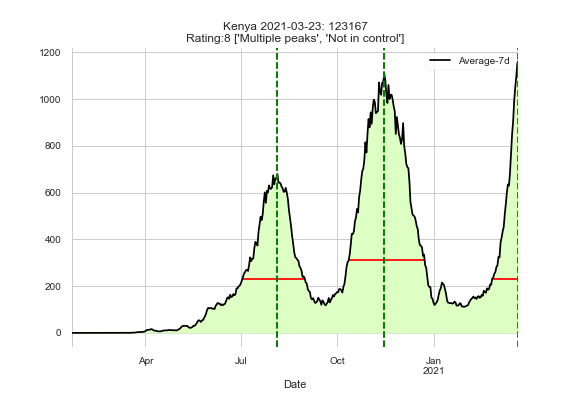 Kenya 2021-03-23: 123167
Rating:8 ['Multiple peaks', 'Not in control']
Average-7d
1200
1000
800
600
400
200
0
Apr
Jul
Oct
Jan
2021
Date